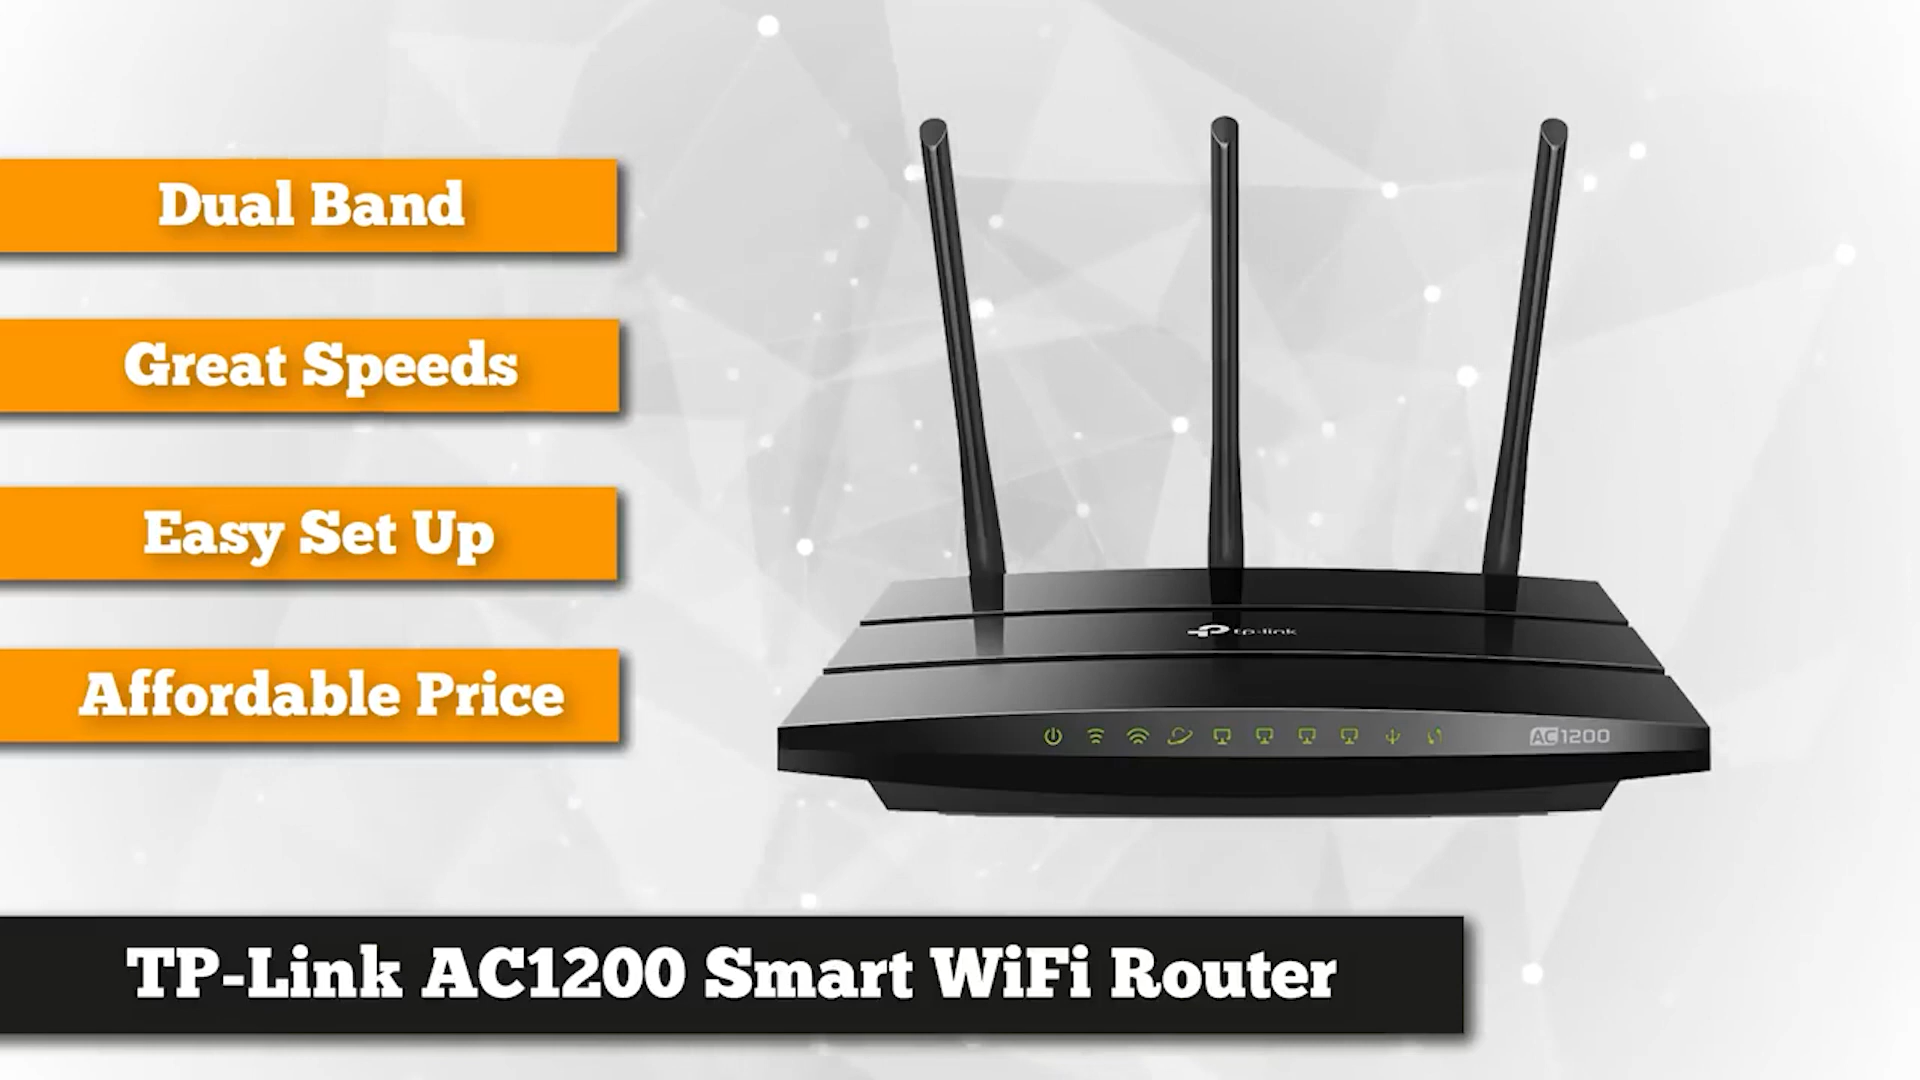 Dual Band
Great Speeds
Easy Set Up
Affordable Price
tp-link
AC1200
TP-Link AC1200 Smart WiFi Router